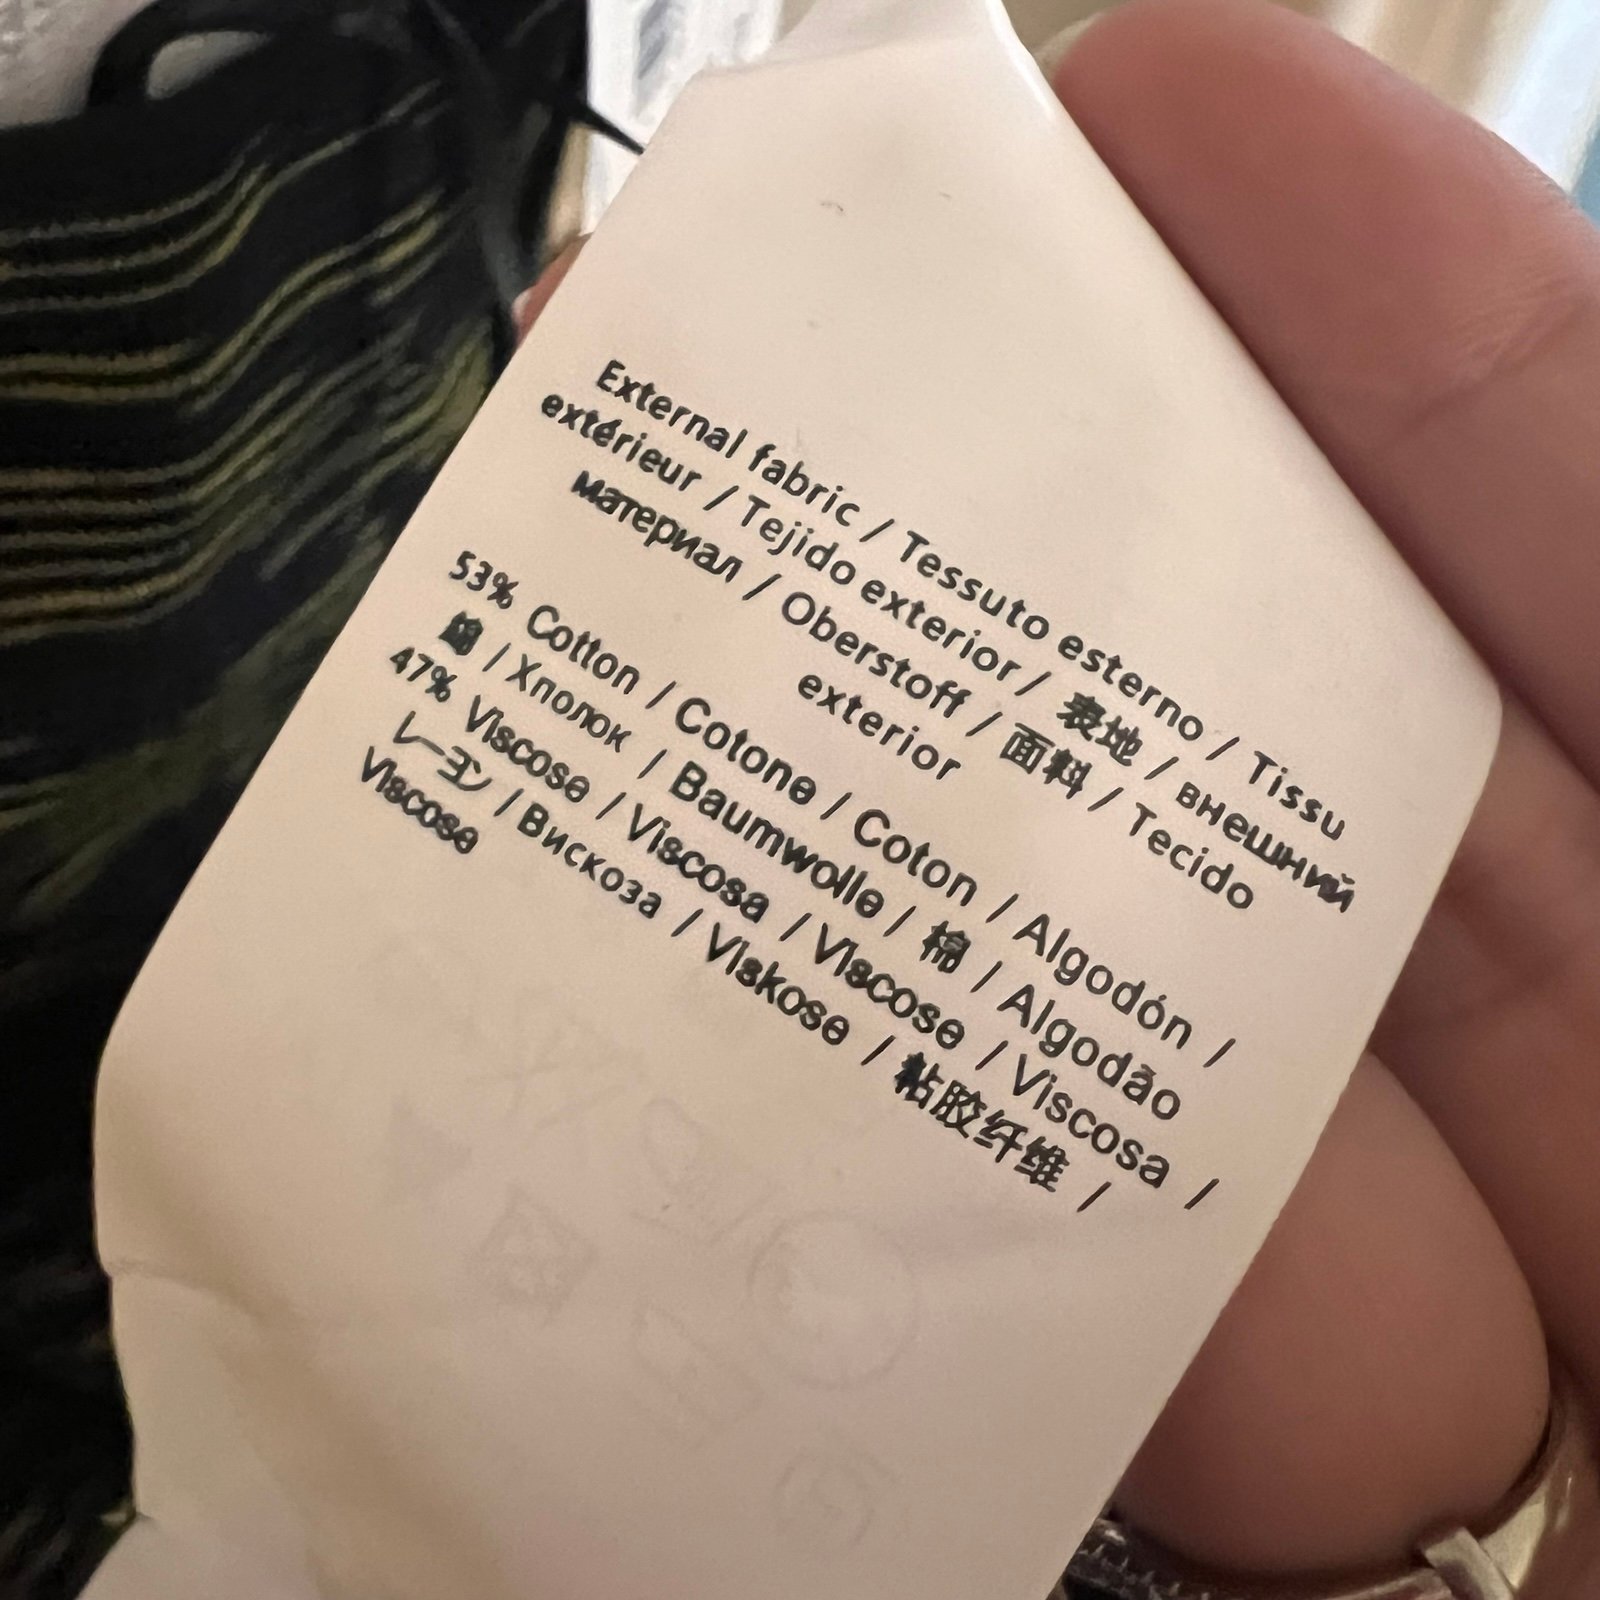 External fabric / Tessuto esterno / Tissu
extérieur / Tejido exterior / 表地 / внешний
материал / Oberstoff / 面料 / Tecido
exterior
53% Cotton / Cotone / Coton / Algodón /
綿 / Хлопок / Baumwolle / 棉 / Algodão
47% Viscose / Viscosa / Viscose / Viscosa /
レーヨン / Вискоза / Viskose / 粘胶纤维 /
Viscose